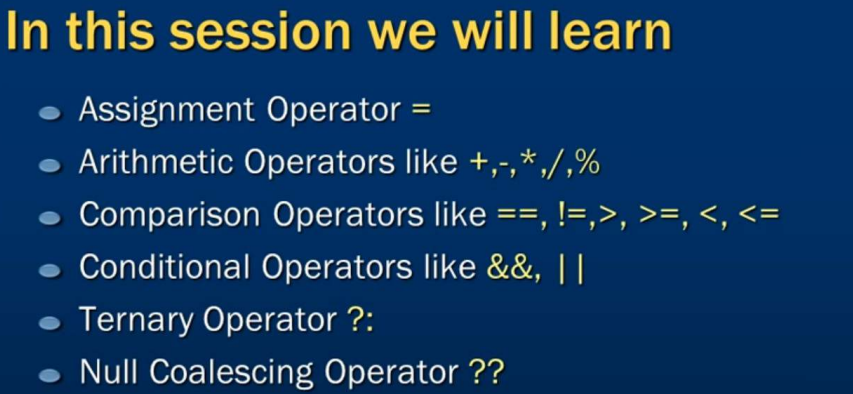 In this session we will learn
Assignment Operator =
Arithmetic Operators like +,-,*,/,%
Comparison Operators like ==, !=,>, >=, <, <=
Conditional Operators like &&, ||
Ternary Operator ?:
Null Coalescing Operator ??